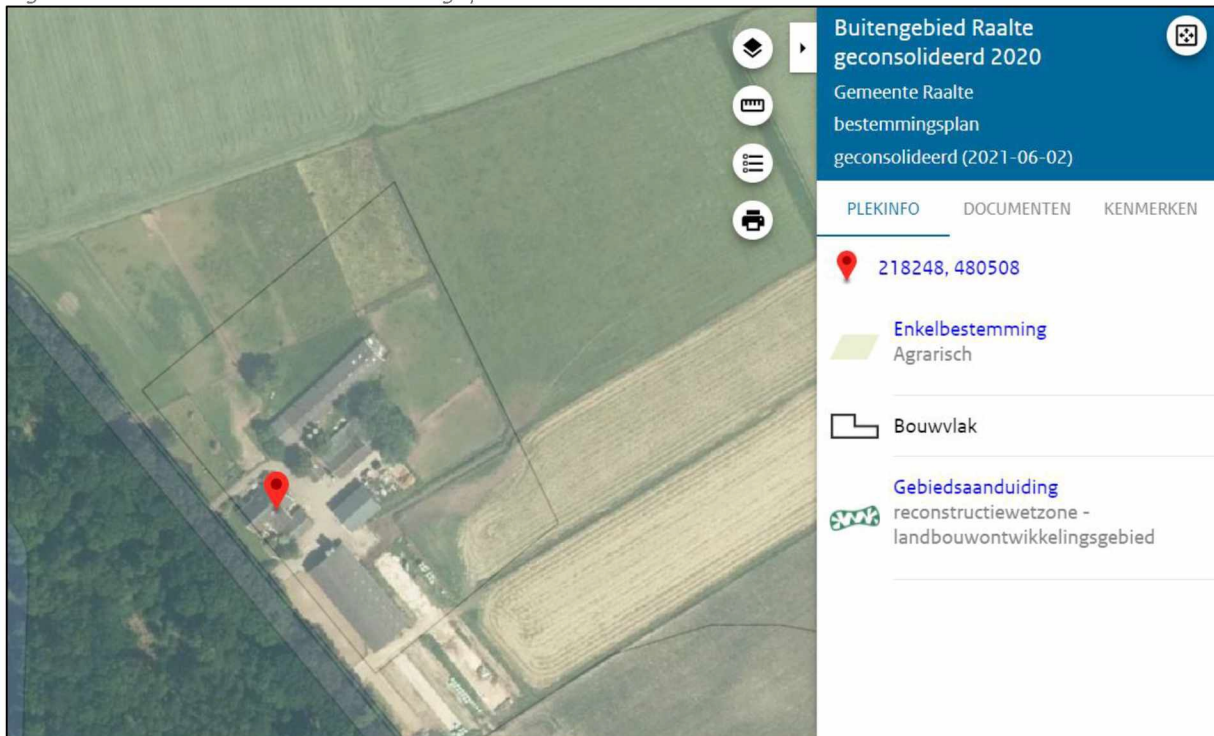 Buitengebied Raalte
geconsolideerd 2020
Gemeente Raalte
bestemmingsplan
geconsolideerd (2021-06-02)
PLEKINFO DOCUMENTEN KENMERKEN
218248, 480508
Enkelbestemming
Agrarisch
Bouwvlak
Gebiedsaanduiding
reconstructiewetzone -
landbouwontwikkelingsgebied